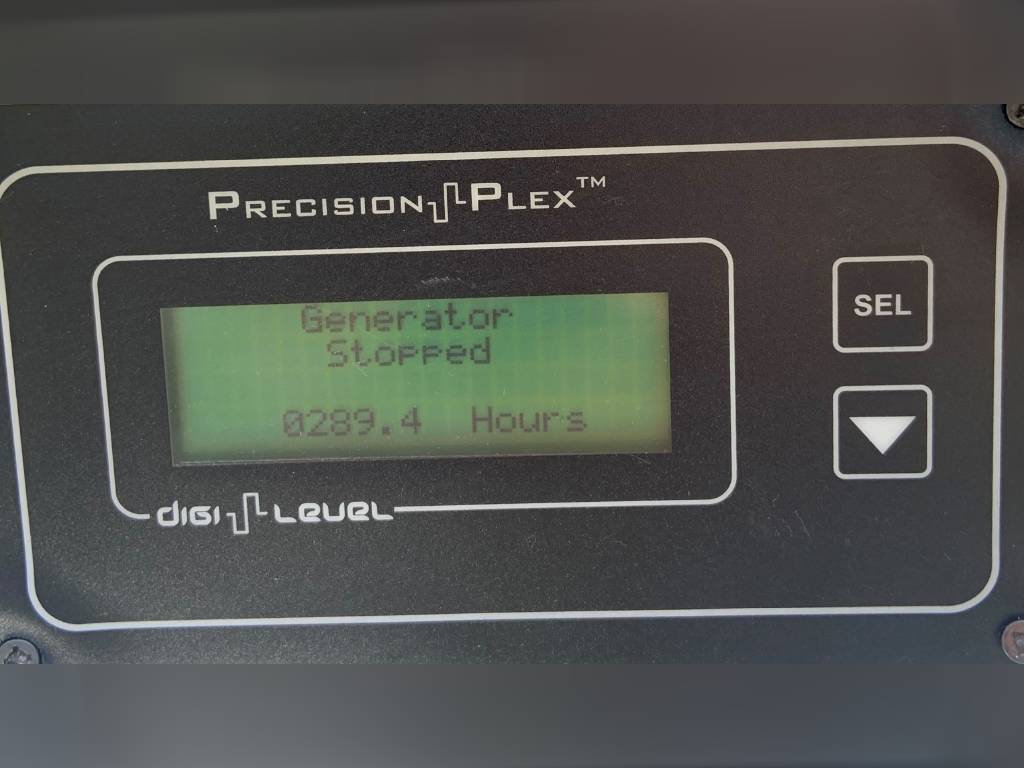 PRECISION PLEX™
Generator
Stopped
0289.4 Hours
DIGI LEVEL
SEL